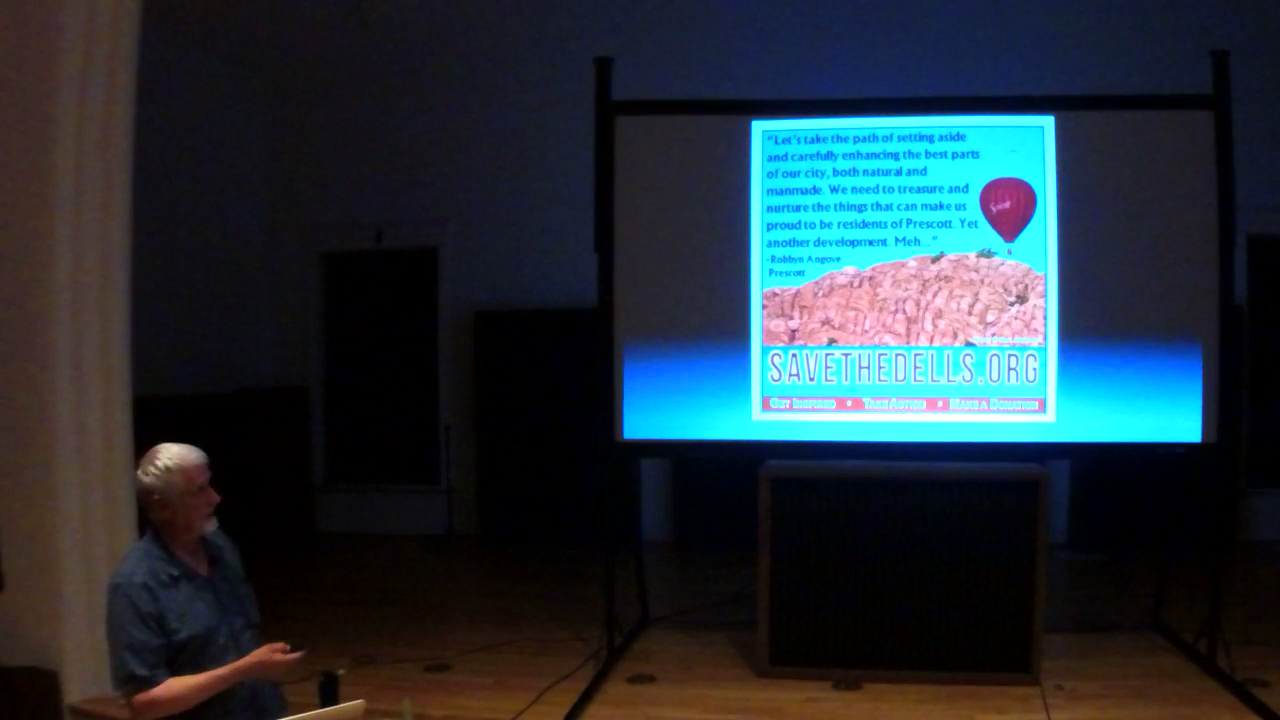 "Let's take the path of setting aside
and carefully enhancing the best parts
of our city, both natural and
manmade. We need to treasure and
nurture the things that can make us
proud to be residents of Prescott. Yet
another development. Meh..."
-Robbyn Angove
Prescott
SAVETHEDELLS.ORG
Get Inspired • Take Action • Make a Donation